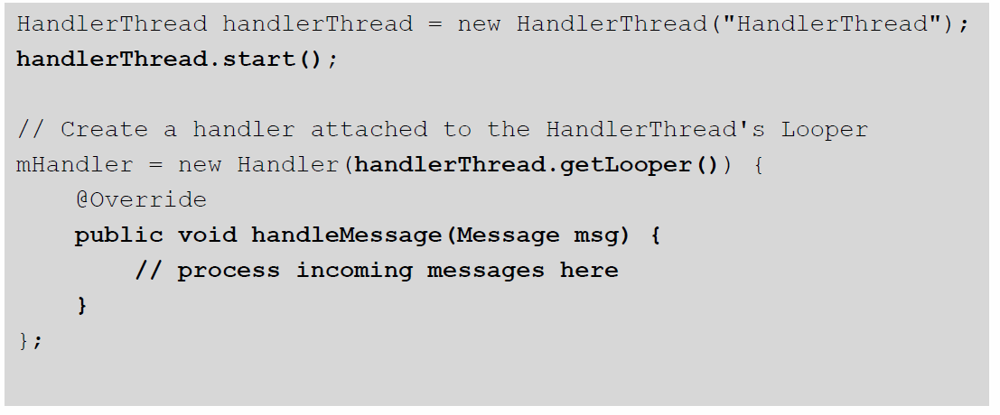 HandlerThread handlerThread = new HandlerThread("HandlerThread");
handlerThread.start();
// Create a handler attached to the HandlerThread's Looper
mHandler = new Handler(handlerThread.getLooper()) {
@Override
public void handleMessage(Message msg) {
// process incoming messages here
}
};